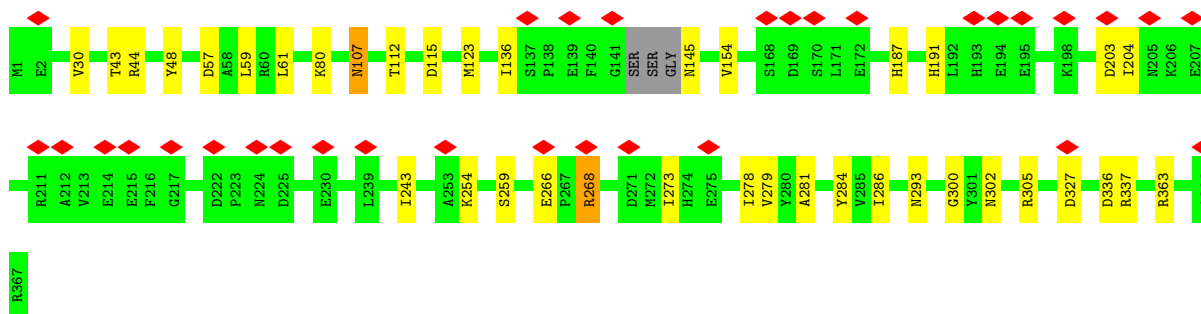 M1 E2 V30 T43 R44 Y48 D57 A58 L59 R60 L61 K80 N107 T112 D115 M123 I136 S137 P138 E139 F140 G141 SER SER GLY N145 V154 S168 D169 S170 L171 E172 H187 H191 L192 H193 E194 E195 K198 D203 I204 N205 K206 E207
R211 A212 V213 E214 E215 F216 G217 D222 P223 N224 D225 E230 L239 I243 A253 K254 S259 E266 P267 R268 D271 M272 I273 H274 E275 I278 V279 Y280 A281 Y284 V285 I286 N293 G300 Y301 N302 R305 D327 D336 R337 R363
R367